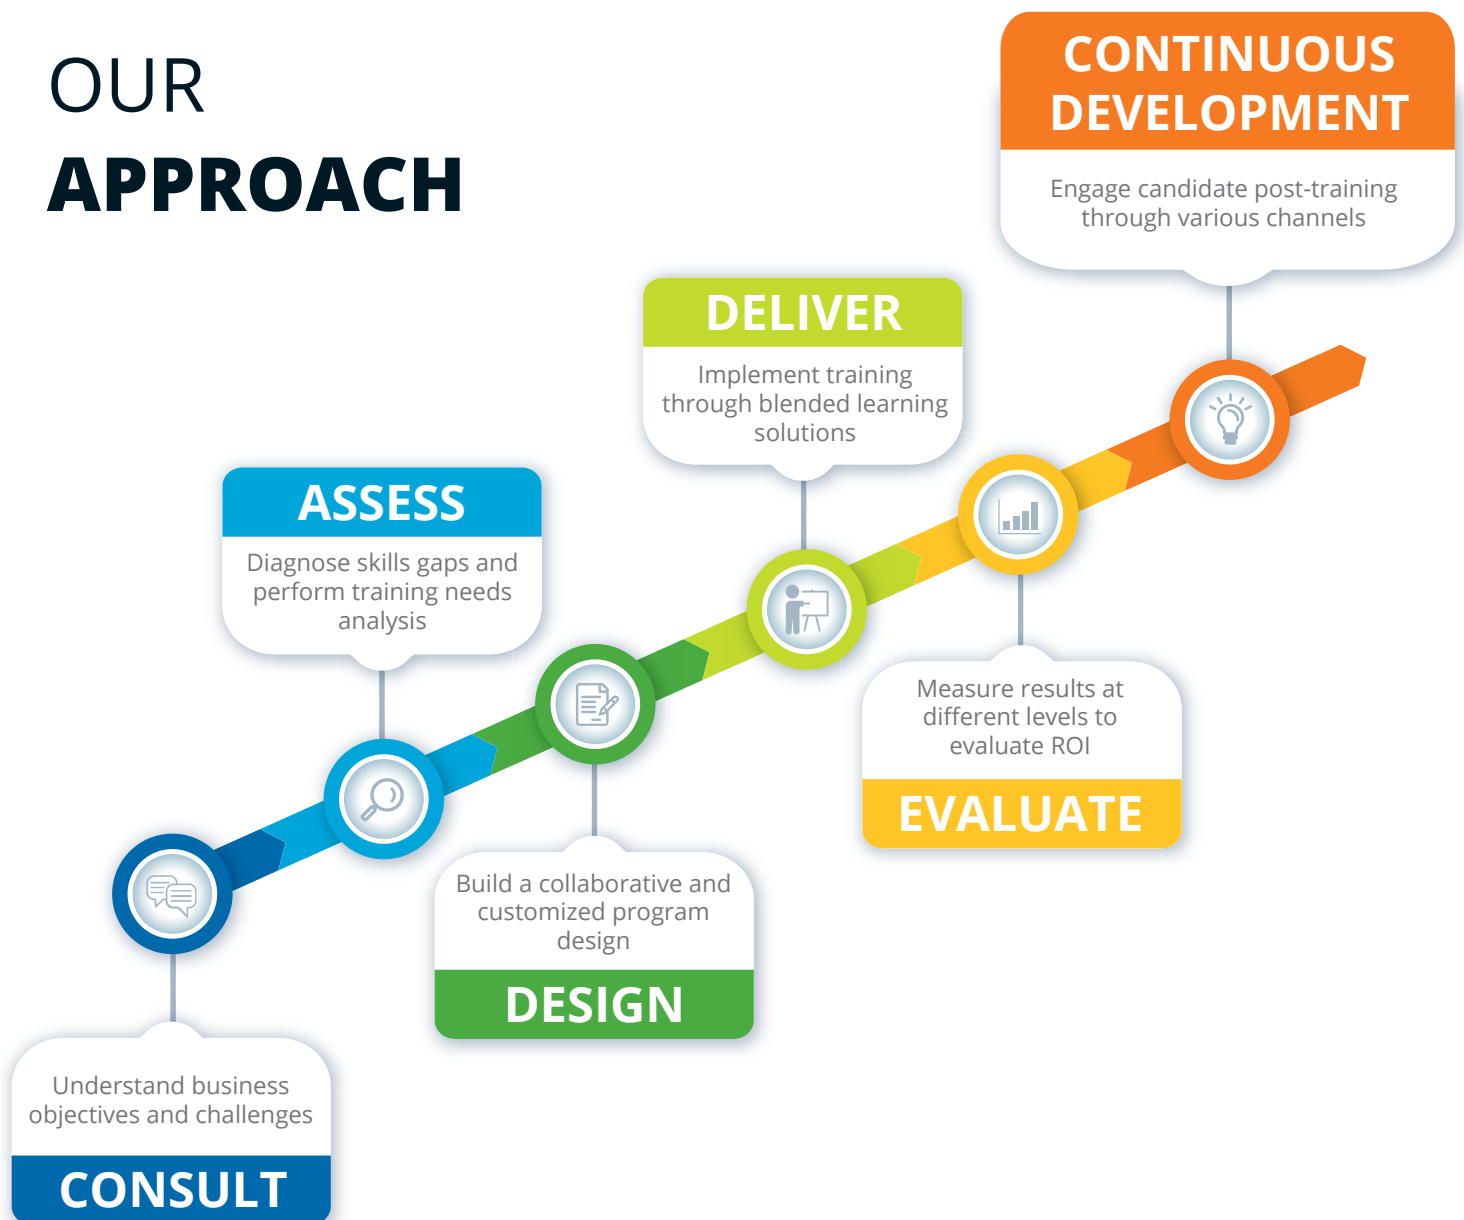 OUR
APPROACH
CONTINUOUS
DEVELOPMENT
Engage candidate post-training
through various channels
DELIVER
Implement training
through blended learning
solutions
ASSESS
Diagnose skills gaps and
perform training needs
analysis
Measure results at
different levels to
evaluate ROI
EVALUATE
Build a collaborative and
customized program
design
DESIGN
Understand business
objectives and challenges
CONSULT